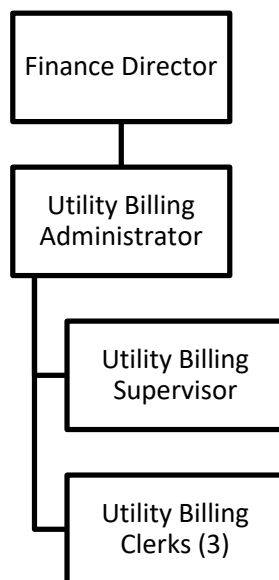 Finance Director
Utility Billing
Administrator
Utility Billing
Supervisor
Utility Billing
Clerks (3)